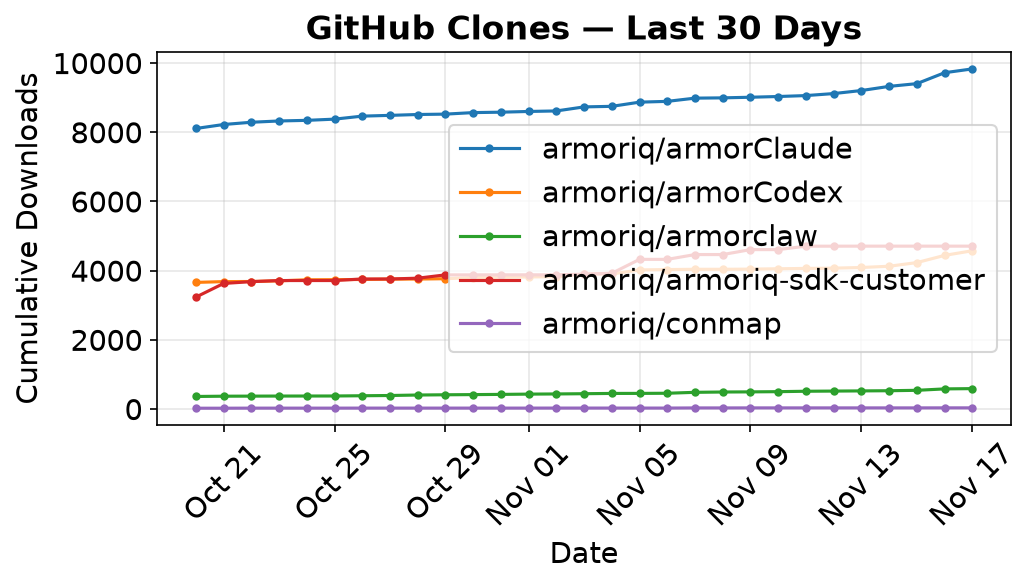 GitHub Clones — Last 30 Days
Cumulative Downloads
10000
8000
6000
4000
2000
0
armoriq/armorClaude
armoriq/armorCodex
armoriq/armorclaw
armoriq/armoriq-sdk-customer
armoriq/conmap
Oct 21
Oct 25
Oct 29
Nov 01
Nov 05
Nov 09
Nov 13
Nov 17
Date